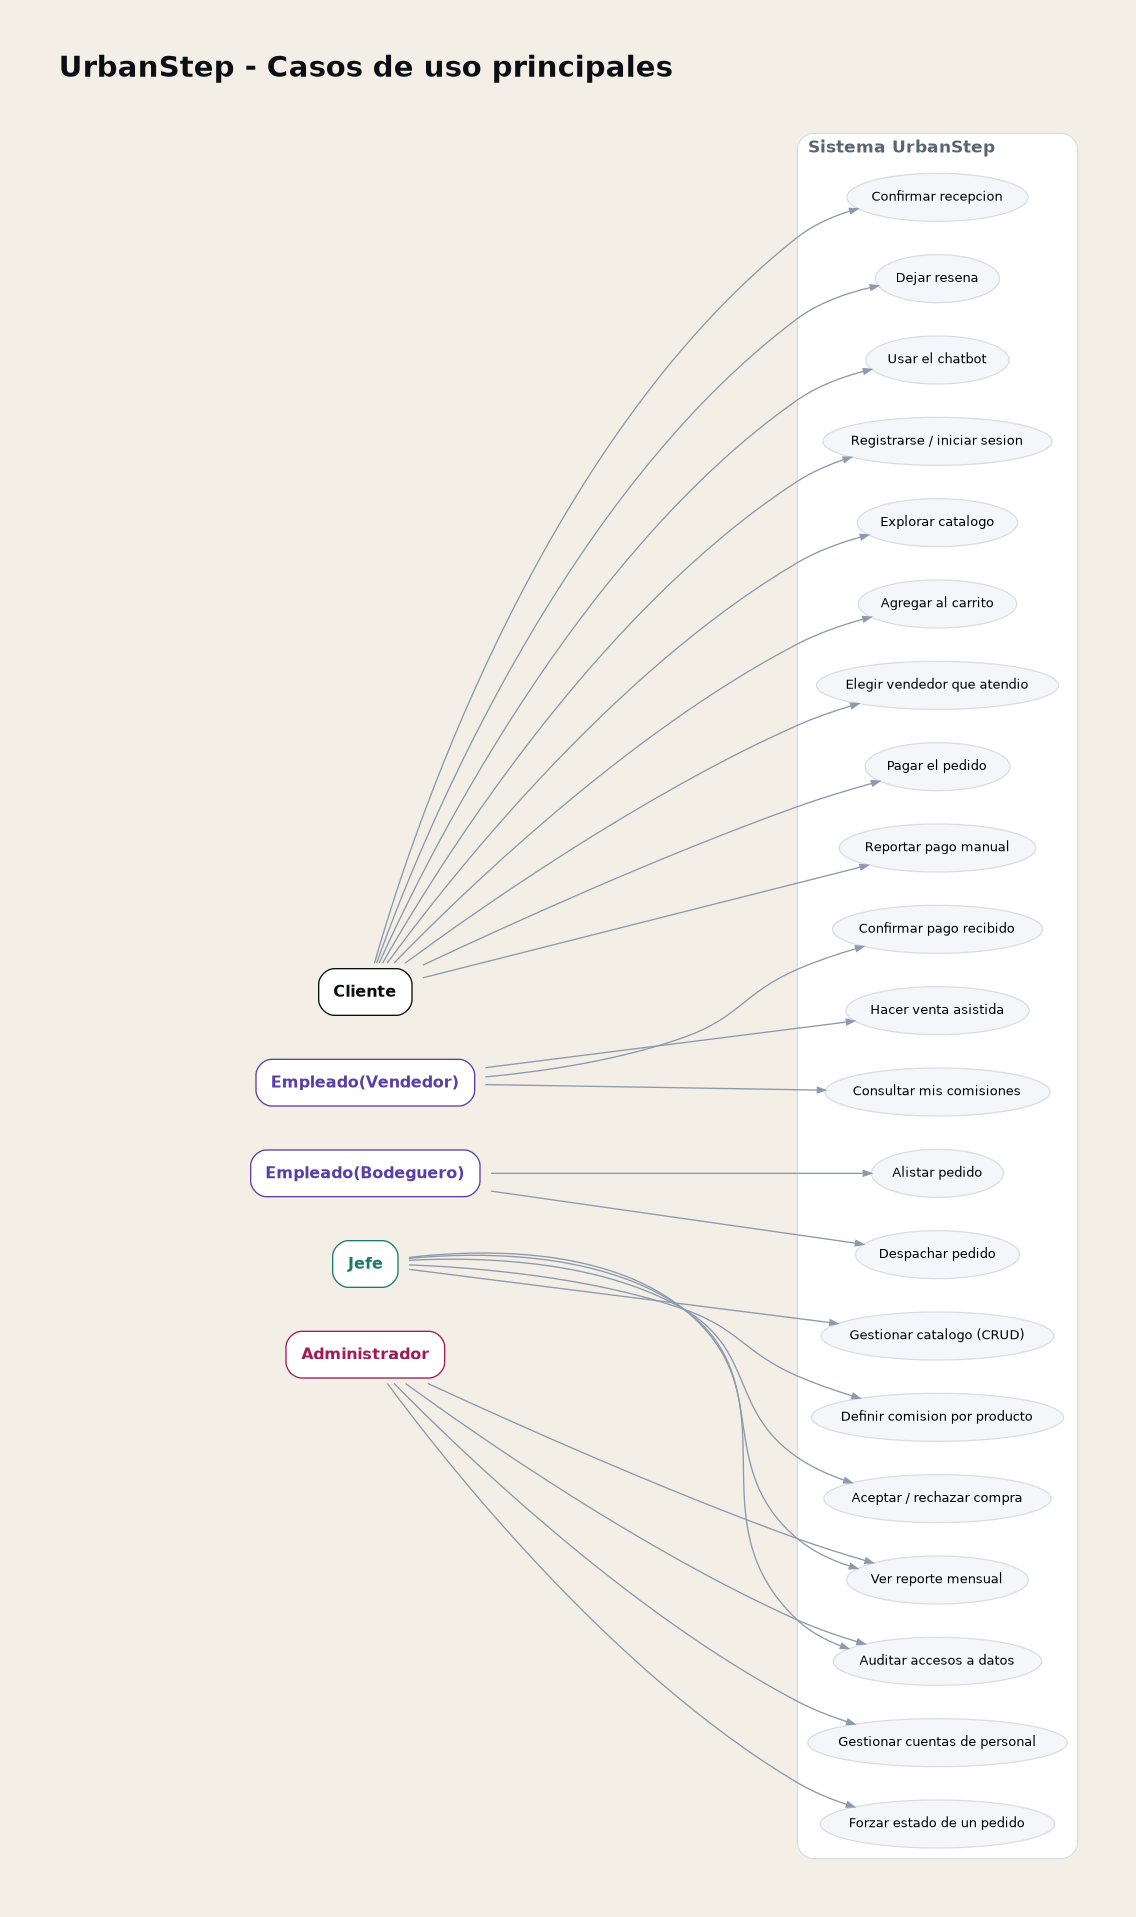 UrbanStep - Casos de uso principales
Sistema UrbanStep
Confirmar recepcion
Dejar resena
Usar el chatbot
Registrarse / iniciar sesion
Explorar catalogo
Agregar al carrito
Elegir vendedor que atendio
Pagar el pedido
Reportar pago manual
Confirmar pago recibido
Cliente
Hacer venta asistida
Empleado(Vendedor)
Consultar mis comisiones
Empleado(Bodeguero)
Alistar pedido
Despachar pedido
Jefe
Gestionar catalogo (CRUD)
Administrador
Definir comision por producto
Aceptar / rechazar compra
Ver reporte mensual
Auditar accesos a datos
Gestionar cuentas de personal
Forzar estado de un pedido